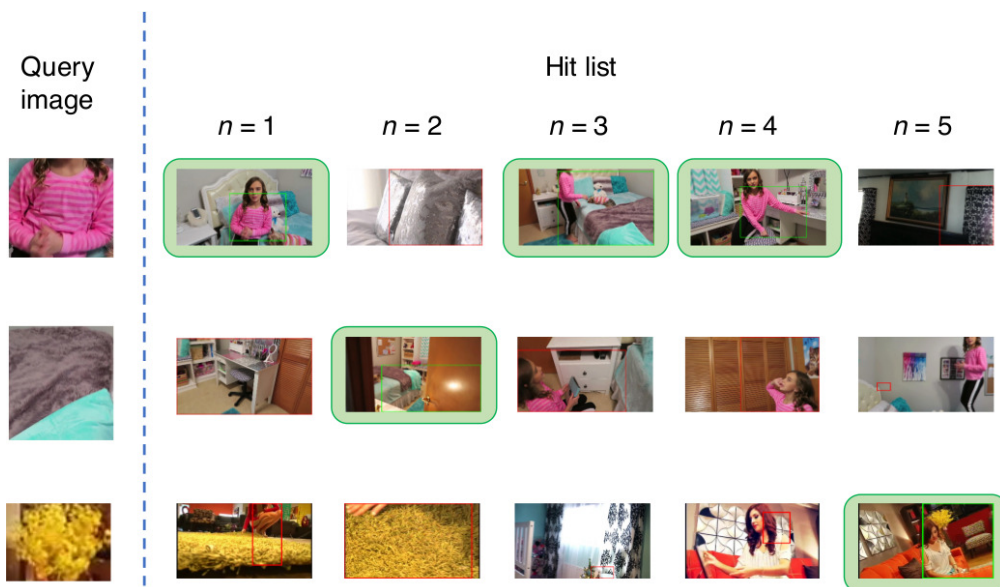 Query
image
Hit list
n = 1
n = 2
n = 3
n = 4
n = 5